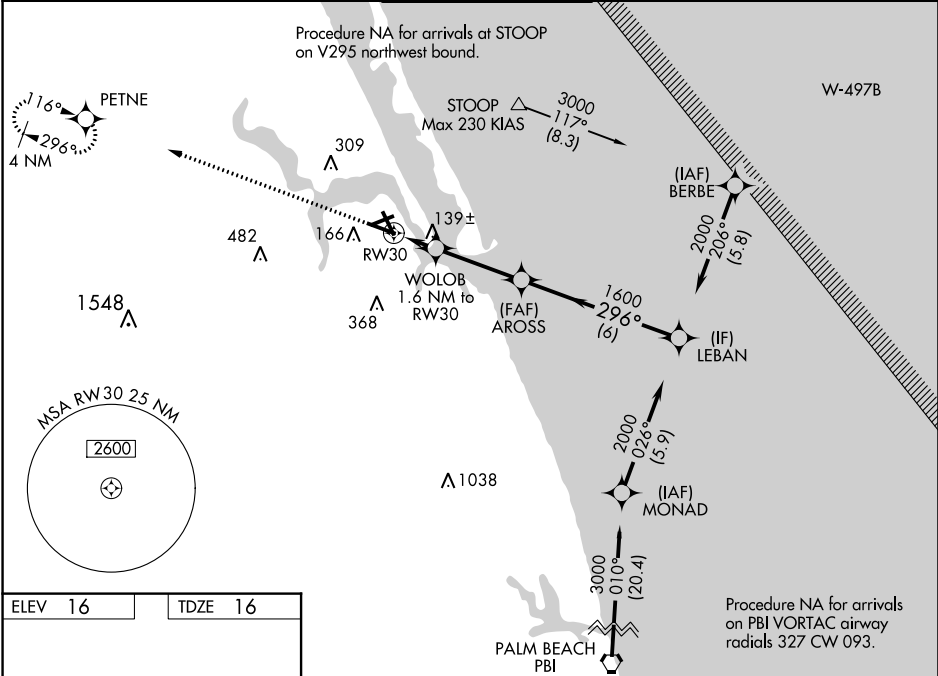 Procedure NA for arrivals at STOOP
on V295 northwest bound.
W-497B
PETNE
116°
296°
4 NM
STOOP
Max 230 KIAS
3000
117°
(8.3)
309
(IAF)
BERBE
2000
206°
(5.8)
139±
166
482
RW30
WOLOB
1.6 NM to
RW30
(FAF)
AROSS
1600
296°
(6)
(IF)
LEBAN
1548
368
MSA RW30 25 NM
2600
2000
026°
(5.9)
1038
(IAF)
MONAD
3000
010°
(20.4)
ELEV 16
TDZE 16
Procedure NA for arrivals
on PBI VORTAC airway
radials 327 CW 093.
PALM BEACH
PBI